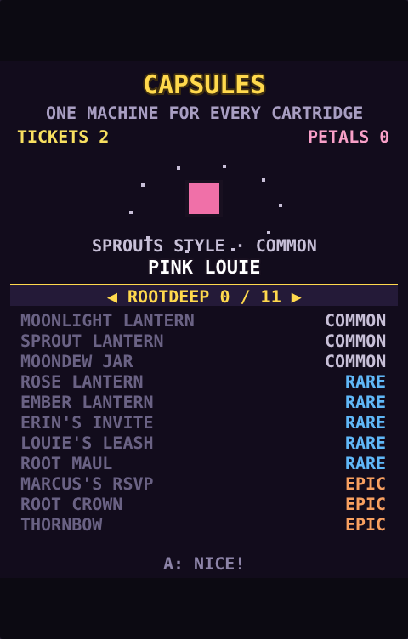 CAPSULES
ONE MACHINE FOR EVERY CARTRIDGE
TICKETS 2 PETALS 0
SPROUTS STYLE · COMMON
PINK LOUIE
◀ ROOTDEEP 0 / 11 ▶
MOONLIGHT LANTERN COMMON
SPROUT LANTERN COMMON
MOONDEW JAR COMMON
ROSE LANTERN RARE
EMBER LANTERN RARE
ERIN'S INVITE RARE
LOUIE'S LEASH RARE
ROOT MAUL RARE
MARCUS'S RSVP EPIC
ROOT CROWN EPIC
THORNBOW EPIC
A: NICE!